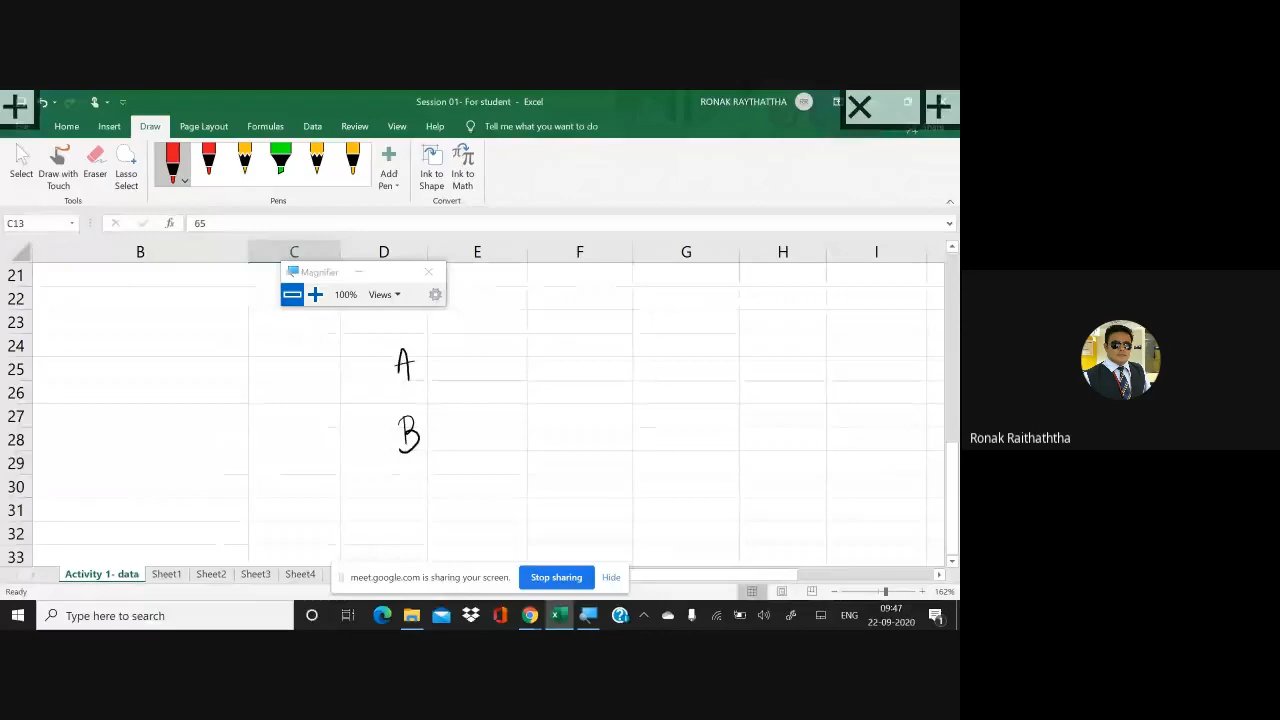 Session 01- For student - Excel
RONAK RAYTHATTHA
RR
Home Insert Draw Page Layout Formulas Data Review View Help Tell me what you want to do
Select
Draw with Touch
Eraser
Lasso Select
Add Pen
Ink to Shape
Ink to Math
Tools
Pens
Convert
C13
fx
65
B C D E F G H I
Magnifier
100% Views
21
22
23
24
25
26
27
28
29
30
31
32
33
A
B
Ronak Raithaththa
meet.google.com is sharing your screen. Stop sharing Hide
Activity 1- data Sheet1 Sheet2 Sheet3 Sheet4
Ready
162%
Type here to search
ENG
09:47
22-09-2020